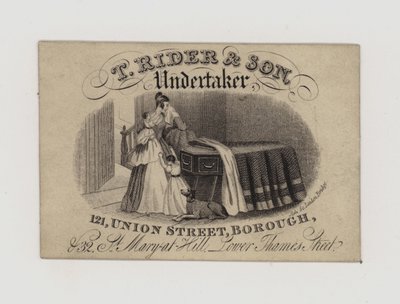 T. RIDER & SON,
Undertaker,
121, UNION STREET, BOROUGH,
& 32, St. Mary-at-Hill, Lower Thames Street.